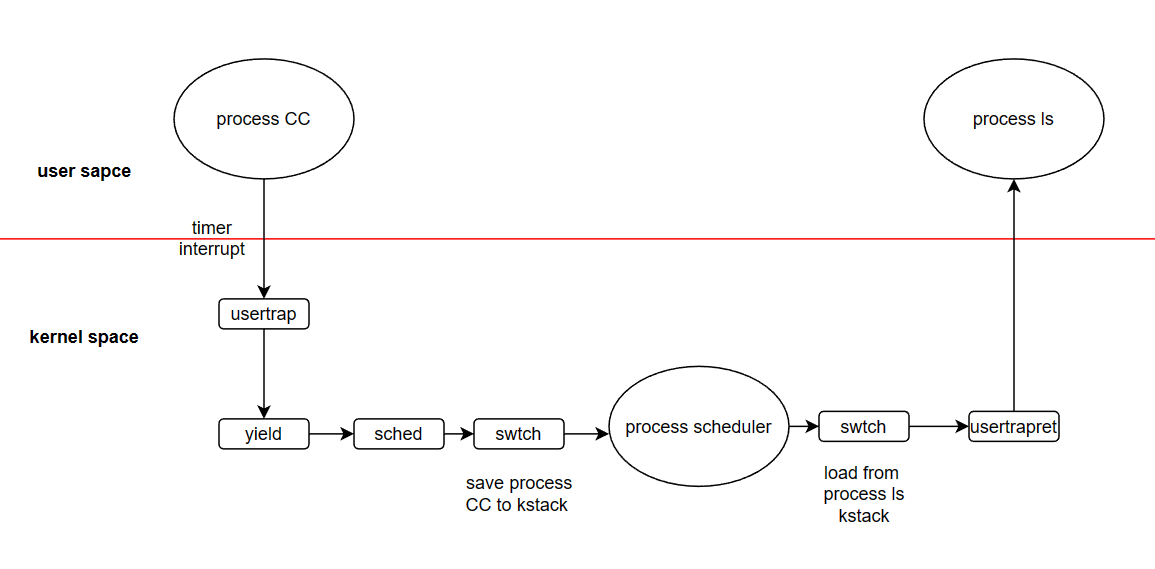 process CC
process ls
user sapce
timer
interrupt
usertrap
kernel space
yield
sched
swtch
process scheduler
swtch
usertrapret
save process
CC to kstack
load from
process ls
kstack